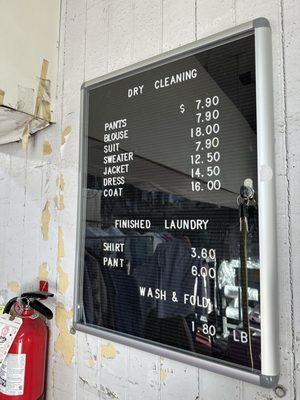 DRY CLEANING
PANTS $ 7.90
BLOUSE 7.90
SUIT 18.00
SWEATER 7.90
JACKET 12.50
DRESS 14.50
COAT 16.00
FINISHED LAUNDRY
SHIRT 3.60
PANT 6.00
WASH & FOLD
1.80 LB